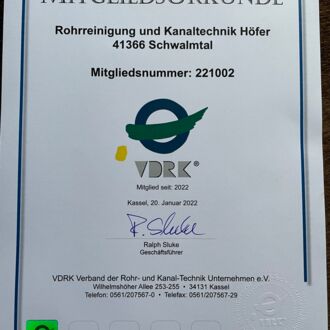 MITGLIEDSURKUNDE
Rohrreinigung und Kanaltechnik Höfer
41366 Schwalmtal
Mitgliedsnummer: 221002
VDRK®
Mitglied seit: 2022
Kassel, 20. Januar 2022
R. Sluke
Ralph Sluke
Geschäftsführer
VDRK Verband der Rohr- und Kanal-Technik Unternehmen e.V.
Wilhelmshöher Allee 253-255 • 34131 Kassel
Telefon: 0561/207567-0 • Telefax: 0561/207567-29